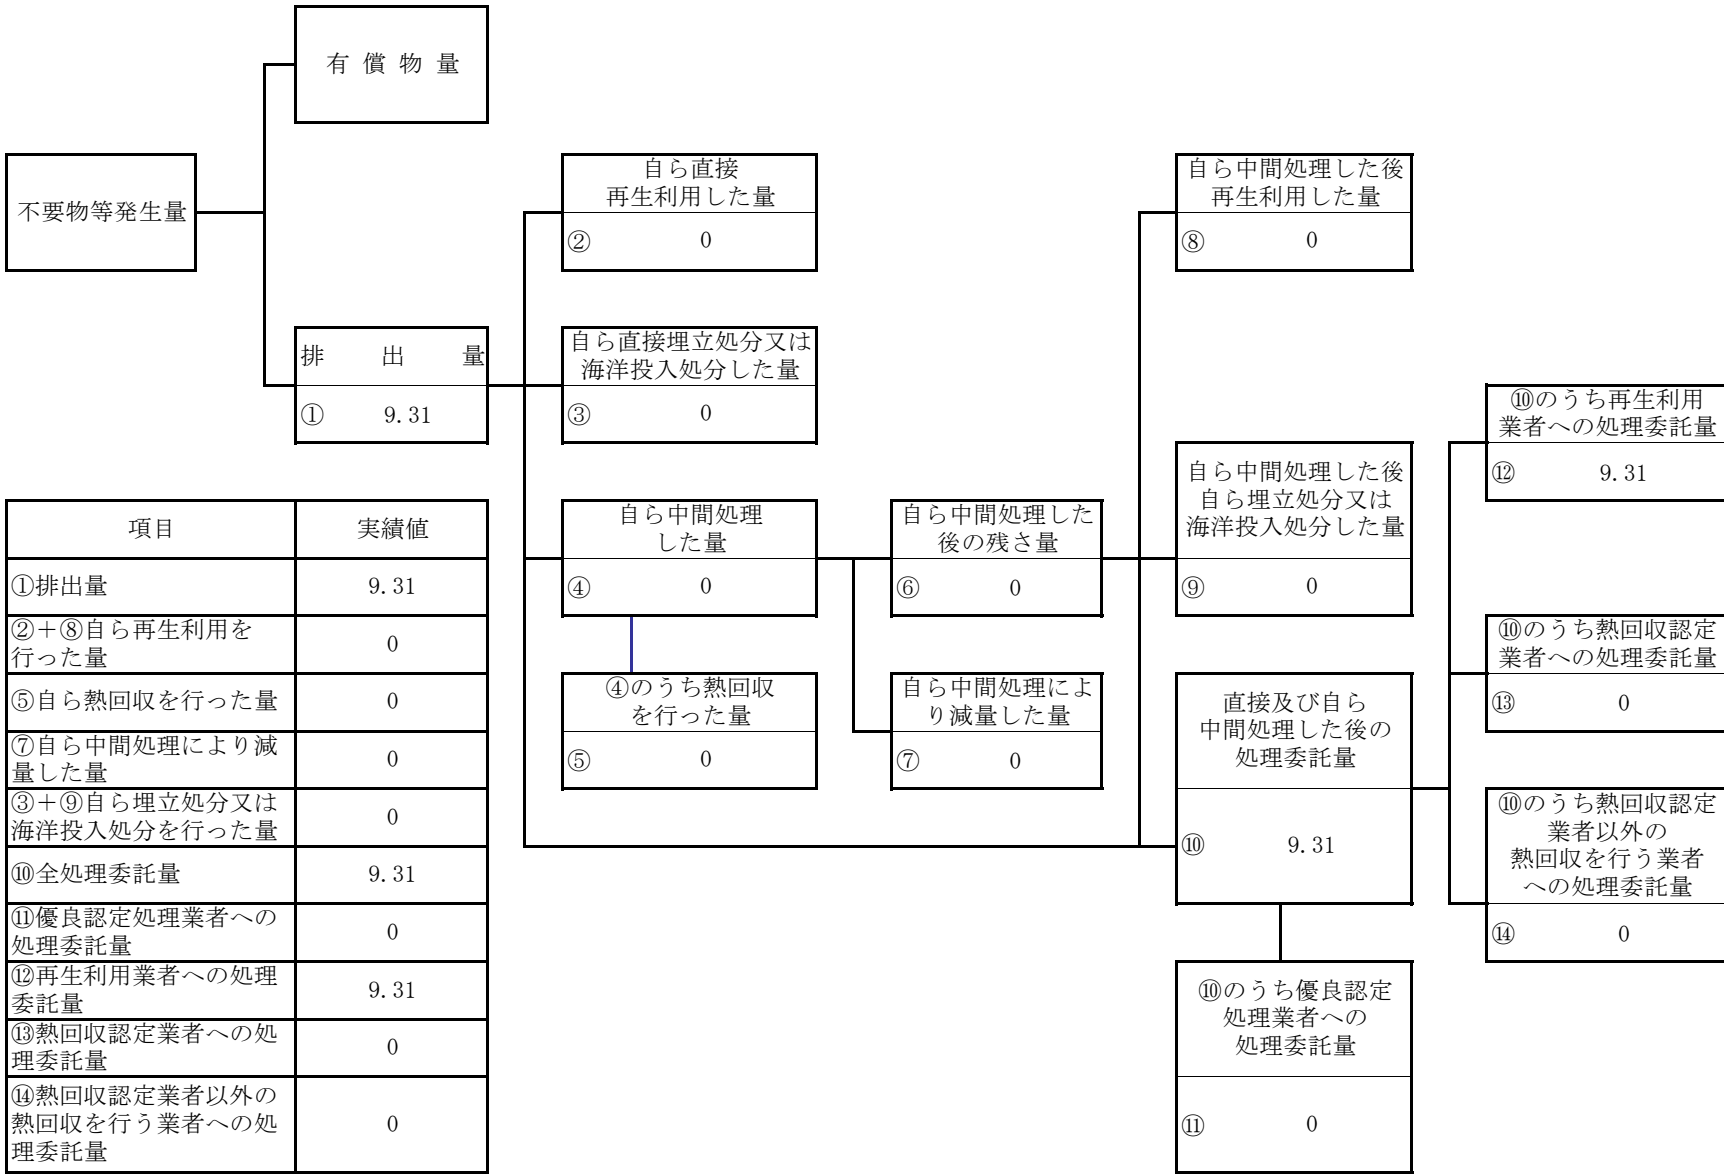 有償物量
不要物等発生量
自ら直接
再生利用した量
② 0
自ら中間処理した後
再生利用した量
⑧ 0
排出量
① 9.31
自ら直接埋立処分又は
海洋投入処分した量
③ 0
⑩のうち再生利用
業者への処理委託量
⑫ 9.31
自ら中間処理
した量
④ 0
自ら中間処理した
後の残さ量
⑥ 0
自ら中間処理した後
自ら埋立処分又は
海洋投入処分した量
⑨ 0
⑩のうち熱回収認定
業者への処理委託量
⑬ 0
④のうち熱回収
を行った量
⑤ 0
自ら中間処理によ
り減量した量
⑦ 0
直接及び自ら
中間処理した後の
処理委託量
⑩ 9.31
⑩のうち熱回収認定
業者以外の
熱回収を行う業者
への処理委託量
⑭ 0
⑩のうち優良認定
処理業者への
処理委託量
⑪ 0
項目 実績値
①排出量 9.31
②＋⑧自ら再生利用を
行った量 0
⑤自ら熱回収を行った量 0
⑦自ら中間処理により減
量した量 0
③＋⑨自ら埋立処分又は
海洋投入処分を行った量 0
⑩全処理委託量 9.31
⑪優良認定処理業者への
処理委託量 0
⑫再生利用業者への処理
委託量 9.31
⑬熱回収認定業者への処
理委託量 0
⑭熱回収認定業者以外の
熱回収を行う業者への処
理委託量 0